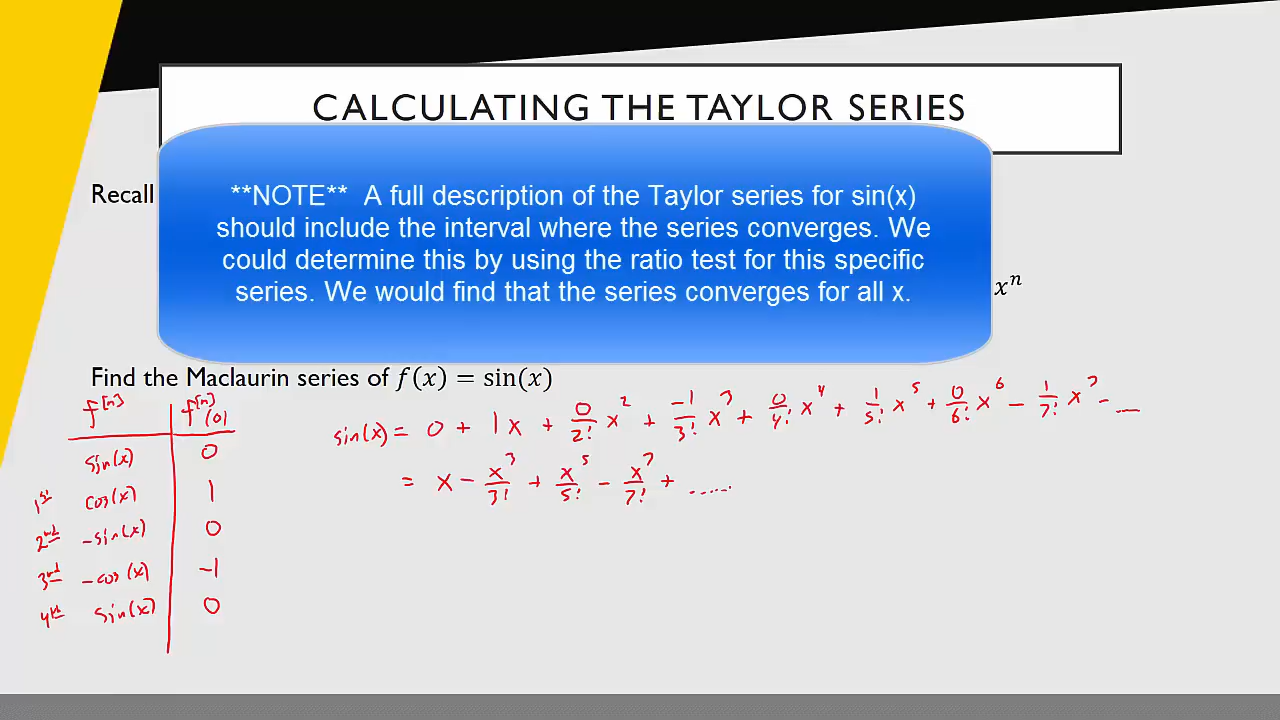 CALCULATING THE TAYLOR SERIES
Recall
**NOTE** A full description of the Taylor series for sin(x)
should include the interval where the series converges. We
could determine this by using the ratio test for this specific
series. We would find that the series converges for all x.
xⁿ
Find the Maclaurin series of f(x) = sin(x)
f^[n] f^[n](0)
sin(x) 0
1st cos(x) 1
2nd -sin(x) 0
3rd -cos(x) -1
4th sin(x) 0
sin(x) = 0 + 1x + 0/2! x² + -1/3! x³ + 0/4! x⁴ + 1/5! x⁵ + 0/6! x⁶ - 1/7! x⁷ - ...
= x - x³/3! + x⁵/5! - x⁷/7! + ......